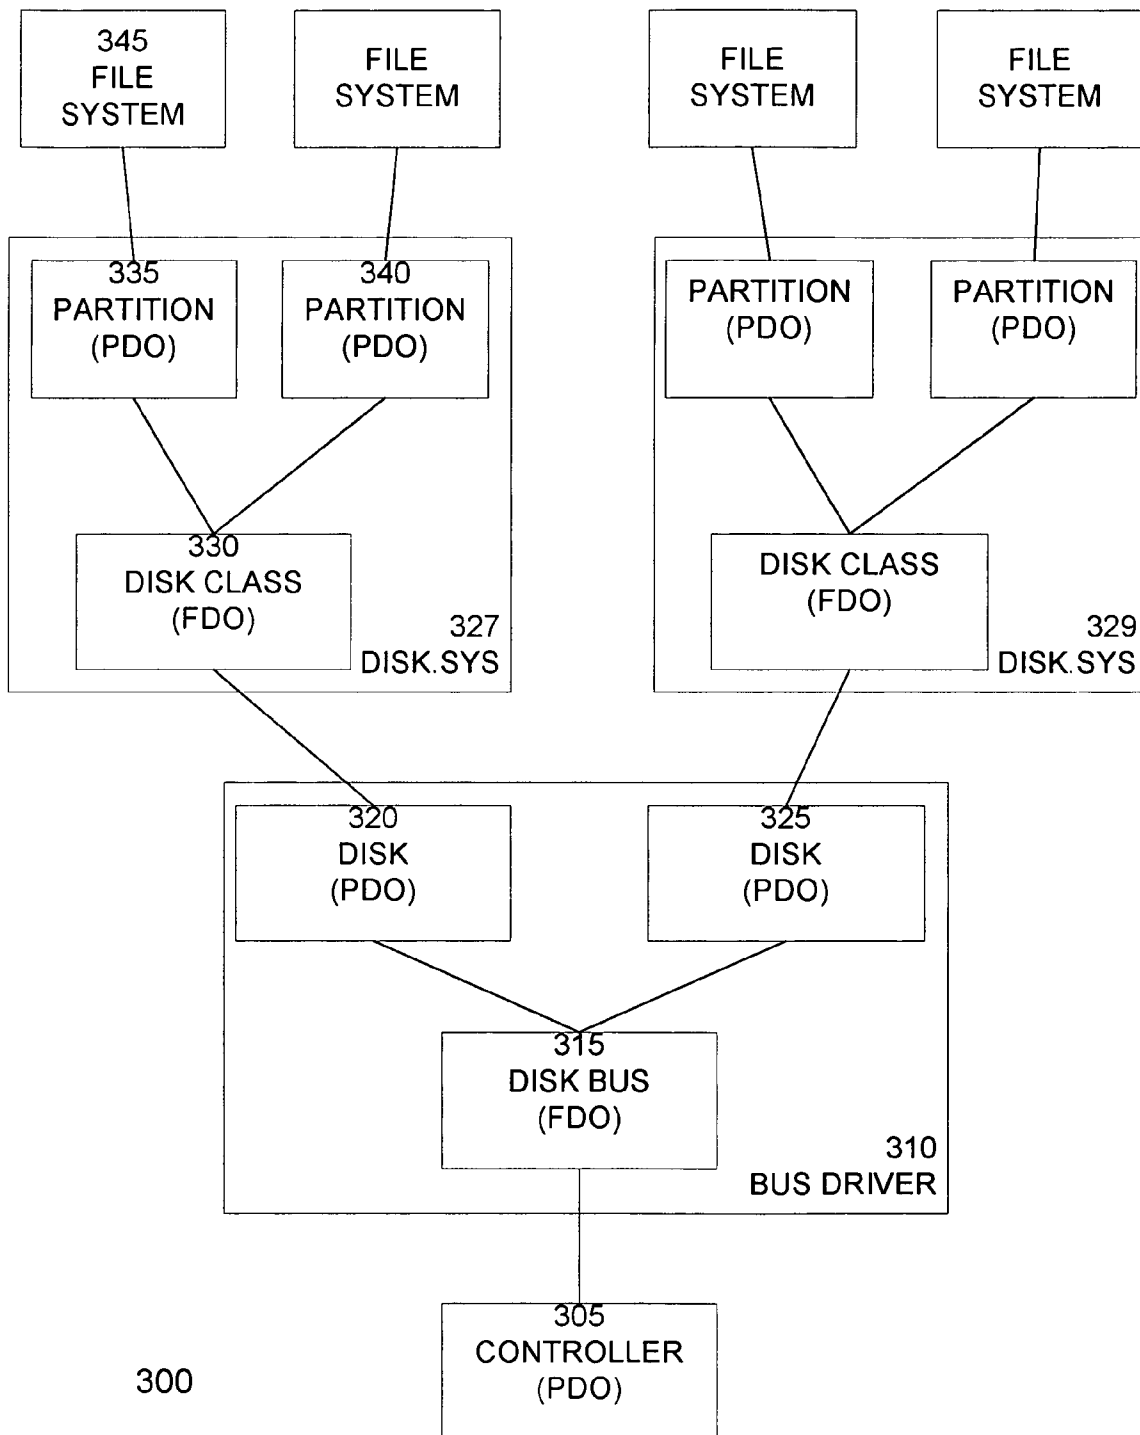 345
FILE
SYSTEM
FILE
SYSTEM
FILE
SYSTEM
FILE
SYSTEM
335
PARTITION
(PDO)
340
PARTITION
(PDO)
PARTITION
(PDO)
PARTITION
(PDO)
330
DISK CLASS
(FDO)
327
DISK.SYS
DISK CLASS
(FDO)
329
DISK.SYS
320
DISK
(PDO)
325
DISK
(PDO)
315
DISK BUS
(FDO)
310
BUS DRIVER
305
CONTROLLER
(PDO)
300